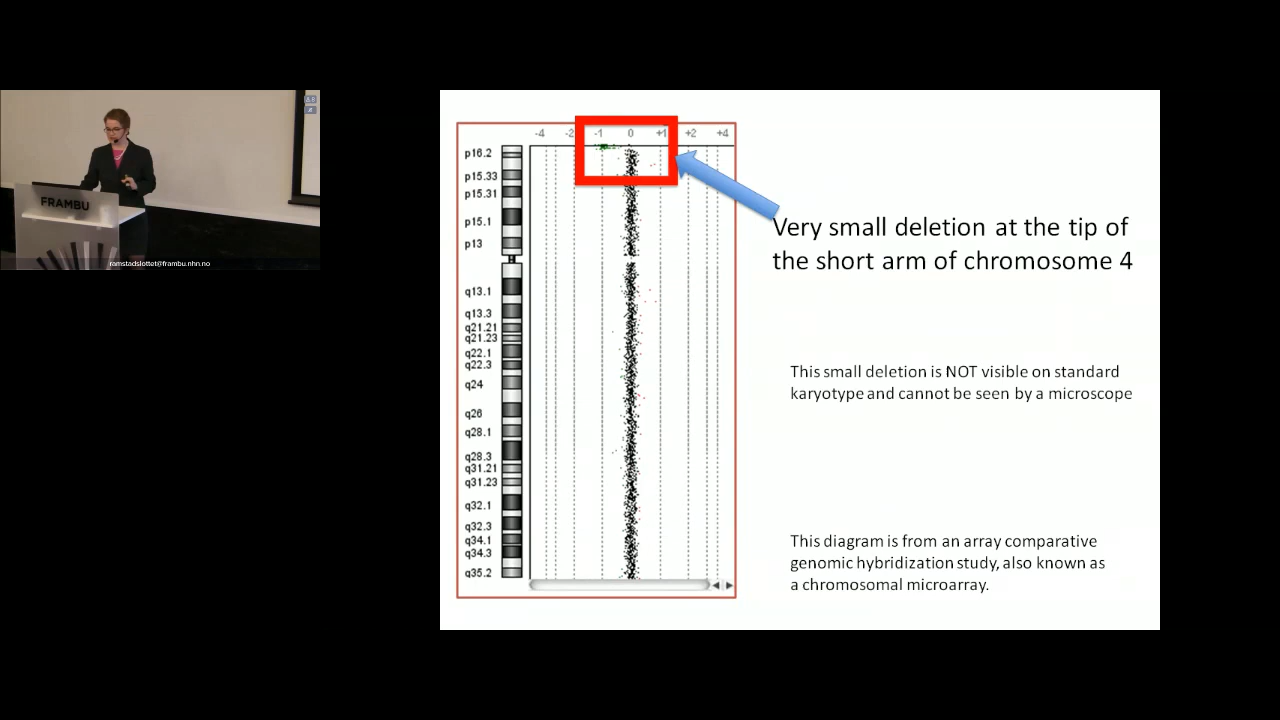 FRAMBU
ramstadslottet@frambu.nhn.no
-4 -2 -1 0 +1 +2 +4
p16.2
p15.33
p15.31
p15.1
p13
q13.1
q13.3
q21.21
q21.23
q22.1
q22.3
q24
q26
q28.1
q28.3
q31.21
q31.23
q32.1
q32.3
q34.1
q34.3
q35.2
Very small deletion at the tip of
the short arm of chromosome 4
This small deletion is NOT visible on standard
karyotype and cannot be seen by a microscope
This diagram is from an array comparative
genomic hybridization study, also known as
a chromosomal microarray.